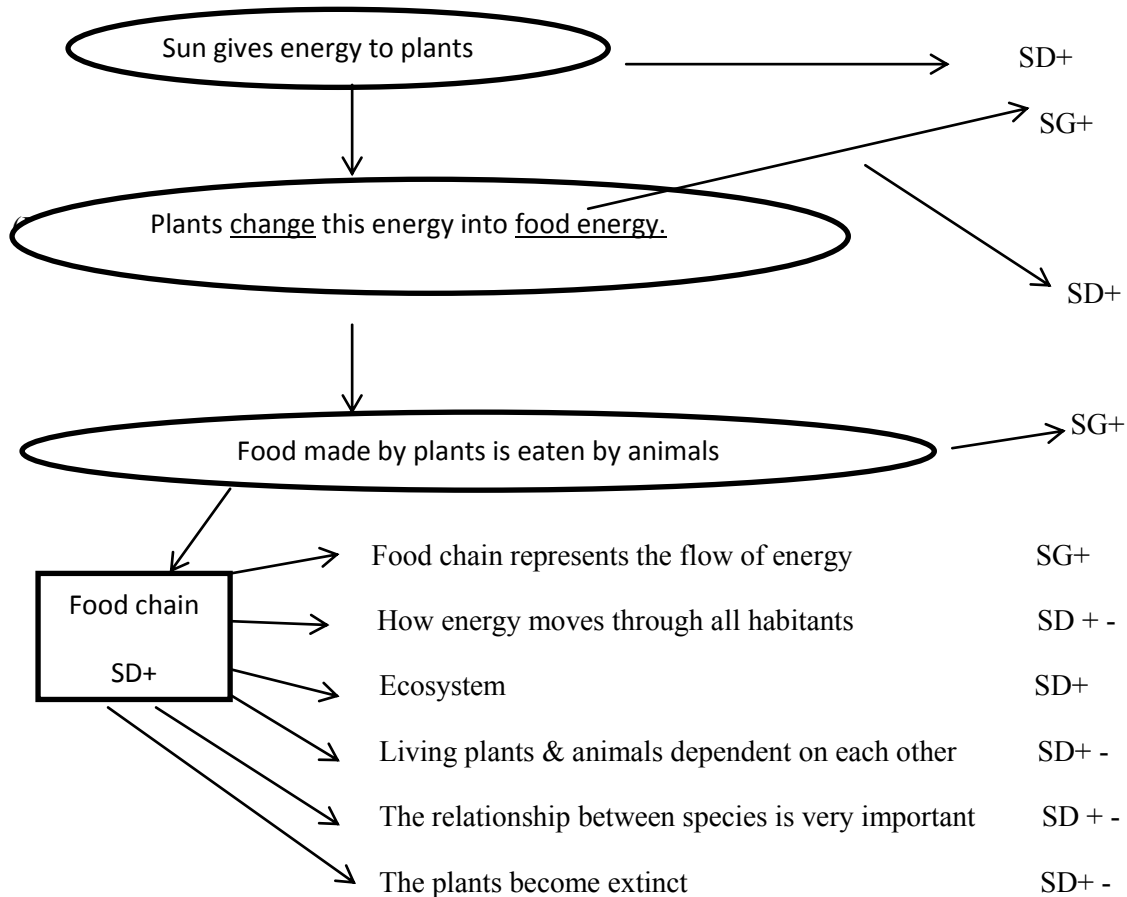 Sun gives energy to plants
SD+
SG+
Plants change this energy into food energy.
SD+
SG+
Food made by plants is eaten by animals
Food chain
SD+
Food chain represents the flow of energy SG+
How energy moves through all habitants SD + -
Ecosystem SD+
Living plants & animals dependent on each other SD+ -
The relationship between species is very important SD + -
The plants become extinct SD+ -